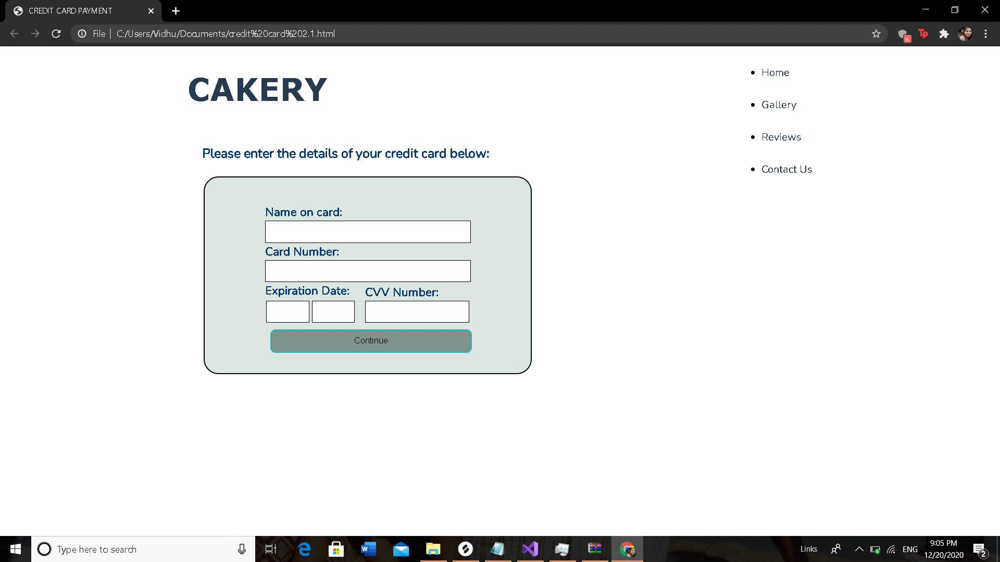 CREDIT CARD PAYMENT
File | C:/Users/Vidhu/Documents/credit%20card%202.1.html
%
Tp
CAKERY
Home
Gallery
Reviews
Contact Us
Please enter the details of your credit card below:
Name on card:
Card Number:
Expiration Date:
CVV Number:
Continue
Type here to search
W
Links
ENG
9:05 PM
12/20/2020
2